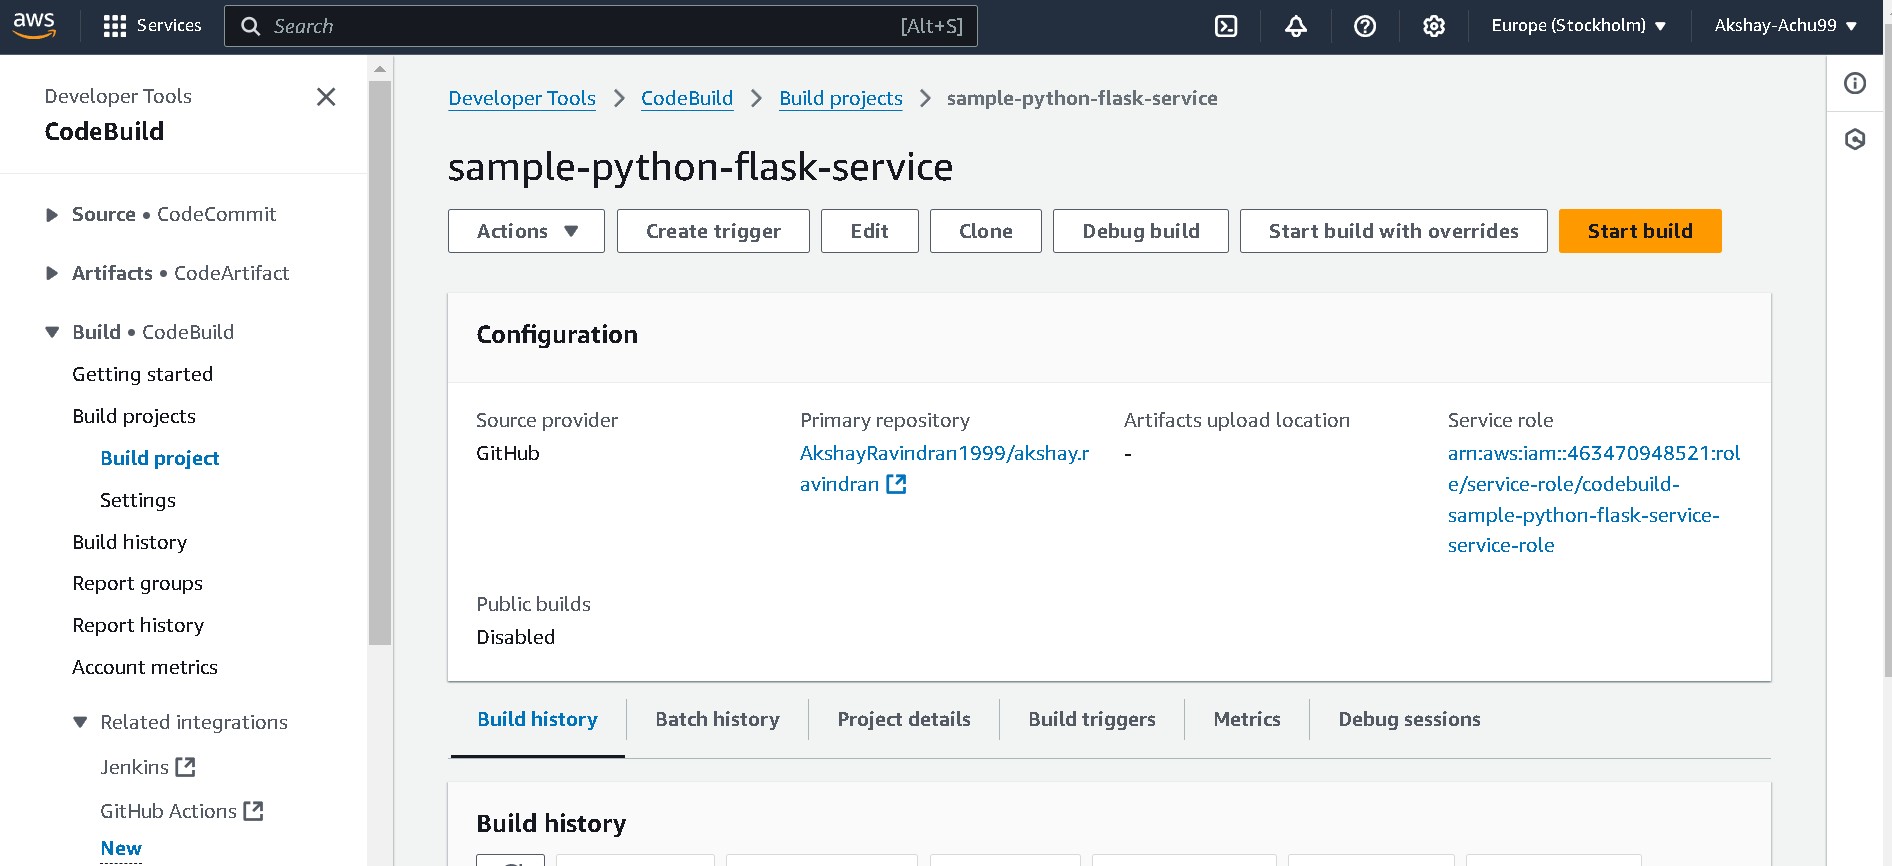 aws
Services
Search
[Alt+S]
Europe (Stockholm)
Akshay-Achu99
Developer Tools
CodeBuild
Source • CodeCommit
Artifacts • CodeArtifact
Build • CodeBuild
Getting started
Build projects
Build project
Settings
Build history
Report groups
Report history
Account metrics
Related integrations
Jenkins
GitHub Actions
New
Developer Tools > CodeBuild > Build projects > sample-python-flask-service
sample-python-flask-service
Actions
Create trigger
Edit
Clone
Debug build
Start build with overrides
Start build
Configuration
Source provider
GitHub
Primary repository
AkshayRavindran1999/akshay.r
avindran
Artifacts upload location
-
Service role
arn:aws:iam::463470948521:rol
e/service-role/codebuild-
sample-python-flask-service-
service-role
Public builds
Disabled
Build history
Batch history
Project details
Build triggers
Metrics
Debug sessions
Build history